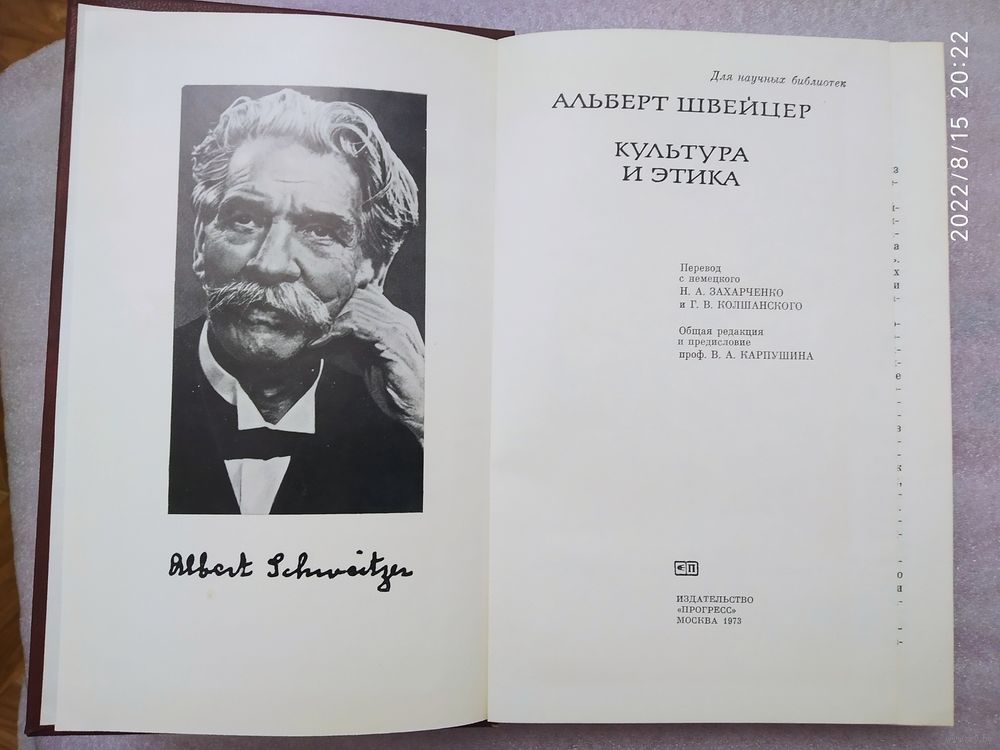 Albert Schweitzer
Для научных библиотек
АЛЬБЕРТ ШВЕЙЦЕР
КУЛЬТУРА
И ЭТИКА
Перевод
с немецкого
Н. А. ЗАХАРЧЕНКО
и Г. В. КОЛШАНСКОГО
Общая редакция
и предисловие
проф. В. А. КАРПУШИНА
ИЗДАТЕЛЬСТВО
«ПРОГРЕСС»
МОСКВА 1973
2022/8/15 20:22